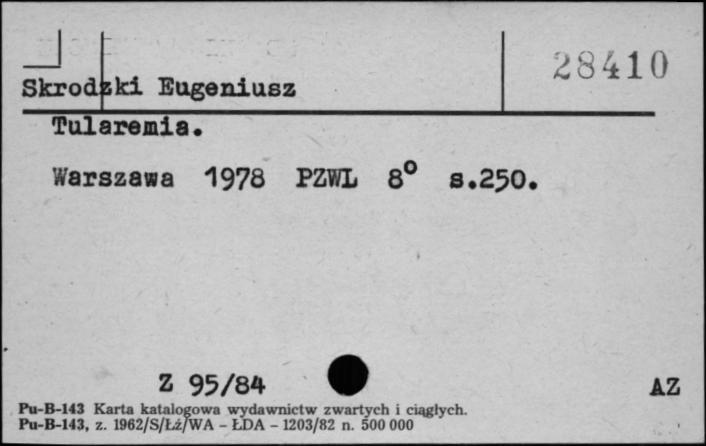 28410
Skrodzki Eugeniusz
Tularemia.
Warszawa 1978 PZWL 8° s.250.
Z 95/84 AZ
Pu-B-143 Karta katalogowa wydawnictw zwartych i ciągłych.
Pu-B-143, z. 1962/S/Łź/WA - ŁDA - 1203/82 n. 500 000